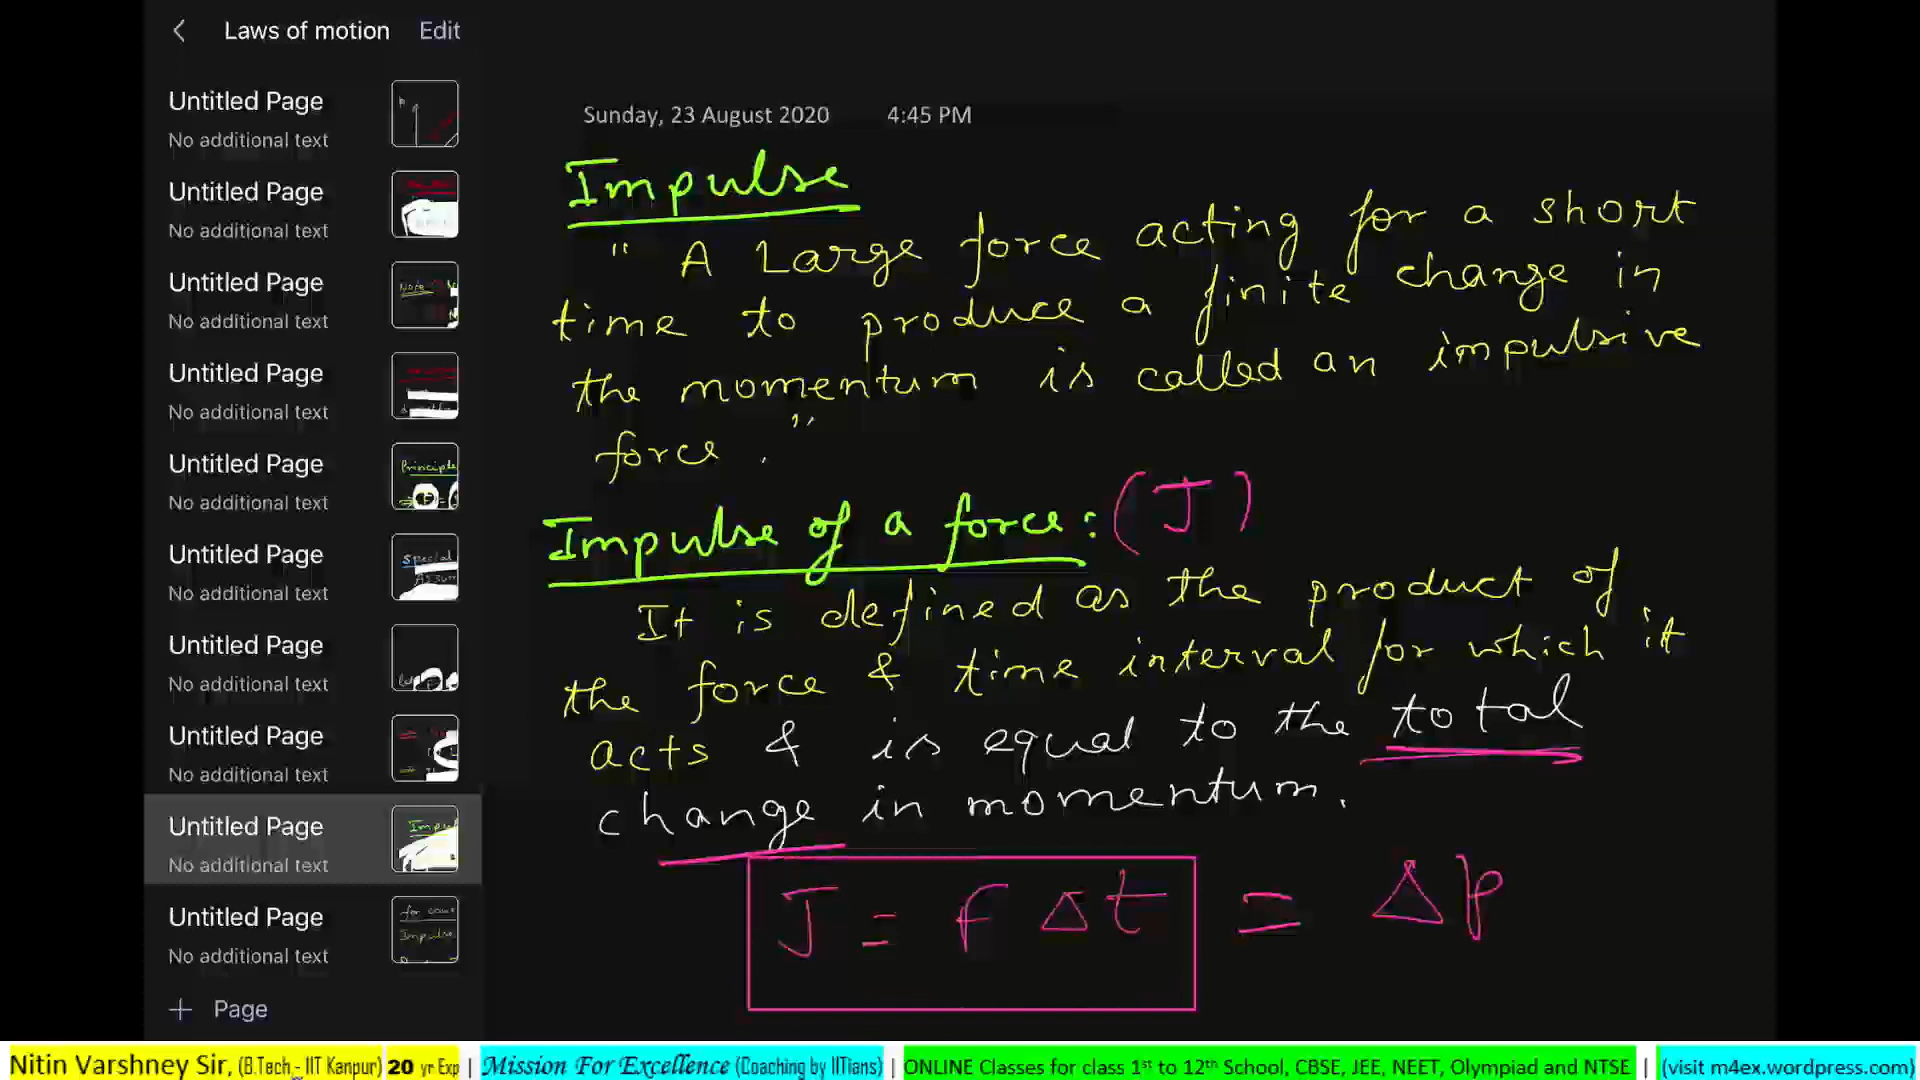 Laws of motion Edit
Untitled Page
No additional text
Untitled Page
No additional text
Untitled Page
No additional text
Untitled Page
No additional text
Untitled Page
No additional text
Untitled Page
No additional text
Untitled Page
No additional text
Untitled Page
No additional text
Untitled Page
No additional text
Untitled Page
No additional text
+ Page
Sunday, 23 August 2020 4:45 PM
Impulse
" A Large force acting for a short
time to produce a finite change in
the momentum is called an impulsive
force . "
Impulse of a force : (J)
It is defined as the product of
the force & time interval for which it
acts & is equal to the total
change in momentum.
J = F Δt = Δp
Nitin Varshney Sir, (B.Tech,- IIT Kanpur) 20 yr Exp | Mission For Excellence (Coaching by IITians) | ONLINE Classes for class 1st to 12th School, CBSE, JEE, NEET, Olympiad and NTSE | (visit m4ex.wordpress.com)